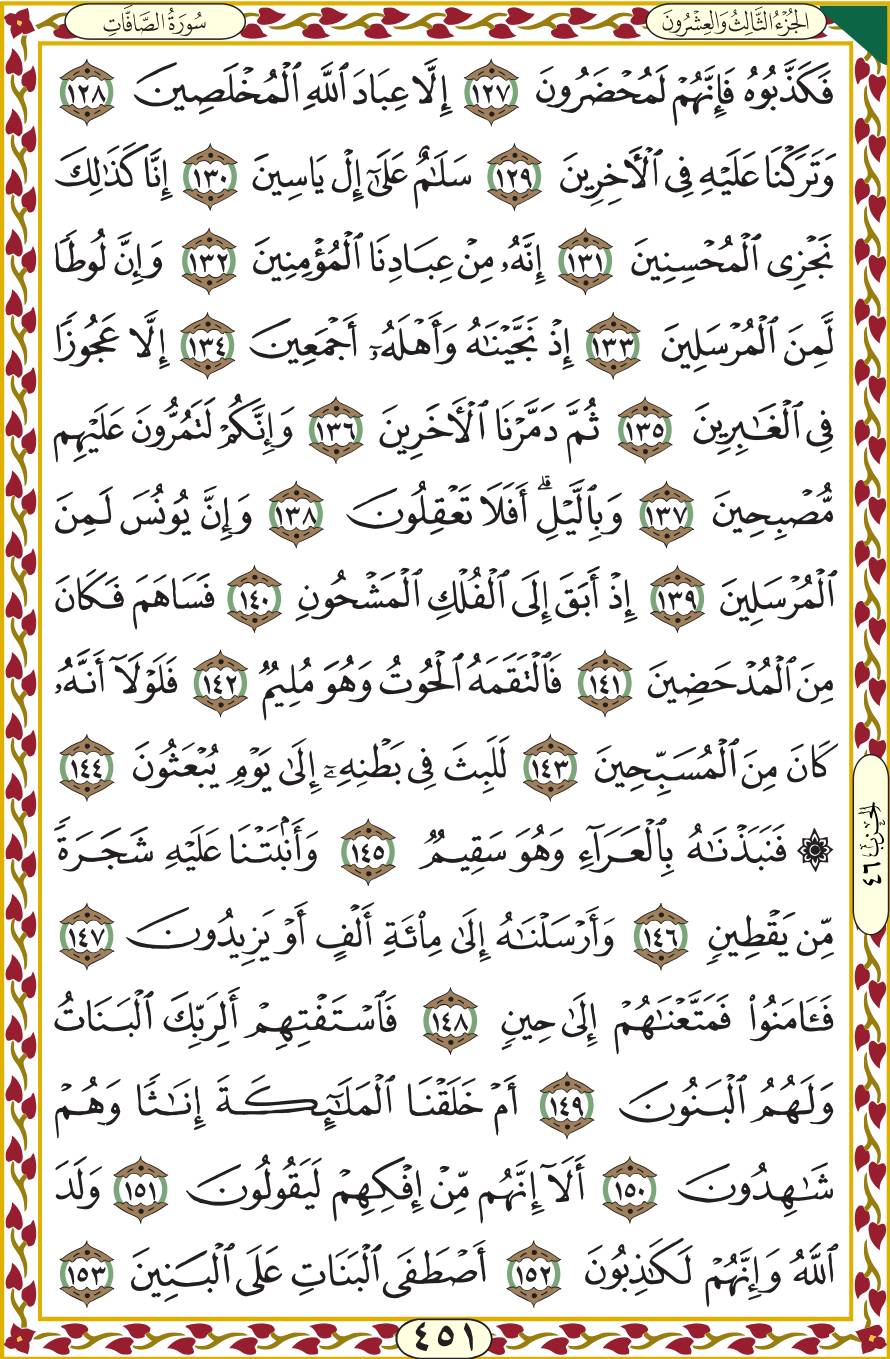 الجُزْءُ الثَّالِثُ وَالعِشْرُونَ
سُورَةُ الصَّافَّاتِ
فَكَذَّبُوهُ فَإِنَّهُمْ لَمُحْضَرُونَ ١٢٧ إِلَّا عِبَادَ ٱللَّهِ ٱلْمُخْلَصِينَ ١٢٨
وَتَرَكْنَا عَلَيْهِ فِى ٱلْأَخِرِينَ ١٢٩ سَلَٰمٌ عَلَىٰٓ إِلْ يَاسِينَ ١٣٠ إِنَّا كَذَٰلِكَ
نَجْزِى ٱلْمُحْسِنِينَ ١٣١ إِنَّهُۥ مِنْ عِبَادِنَا ٱلْمُؤْمِنِينَ ١٣٢ وَإِنَّ لُوطًا
لَّمِنَ ٱلْمُرْسَلِينَ ١٣٣ إِذْ نَجَّيْنَٰهُ وَأَهْلَهُۥٓ أَجْمَعِينَ ١٣٤ إِلَّا عَجُوزًا
فِى ٱلْغَٰبِرِينَ ١٣٥ ثُمَّ دَمَّرْنَا ٱلْأَخَرِينَ ١٣٦ وَإِنَّكُمْ لَتَمُرُّونَ عَلَيْهِم
مُّصْبِحِينَ ١٣٧ وَبِٱلَّيْلِ ۗ أَفَلَا تَعْقِلُونَ ١٣٨ وَإِنَّ يُونُسَ لَمِنَ
ٱلْمُرْسَلِينَ ١٣٩ إِذْ أَبَقَ إِلَى ٱلْفُلْكِ ٱلْمَشْحُونِ ١٤٠ فَسَاهَمَ فَكَانَ
مِنَ ٱلْمُدْحَضِينَ ١٤١ فَٱلْتَقَمَهُ ٱلْحُوتُ وَهُوَ مُلِيمٌ ١٤٢ فَلَوْلَآ أَنَّهُۥ
كَانَ مِنَ ٱلْمُسَبِّحِينَ ١٤٣ لَلَبِثَ فِى بَطْنِهِۦٓ إِلَىٰ يَوْمِ يُبْعَثُونَ ١٤٤
۞ فَنَبَذْنَٰهُ بِٱلْعَرَآءِ وَهُوَ سَقِيمٌ ١٤٥ وَأَنۢبَتْنَا عَلَيْهِ شَجَرَةً
مِّن يَقْطِينٍ ١٤٦ وَأَرْسَلْنَٰهُ إِلَىٰ مِا۟ئَةِ أَلْفٍ أَوْ يَزِيدُونَ ١٤٧
فَـَٔامَنُوا۟ فَمَتَّعْنَٰهُمْ إِلَىٰ حِينٍ ١٤٨ فَٱسْتَفْتِهِمْ أَلِرَبِّكَ ٱلْبَنَاتُ
وَلَهُمُ ٱلْبَنُونَ ١٤٩ أَمْ خَلَقْنَا ٱلْمَلَٰٓئِكَةَ إِنَٰثًا وَهُمْ
شَٰهِدُونَ ١٥٠ أَلَآ إِنَّهُم مِّنْ إِفْكِهِمْ لَيَقُولُونَ ١٥١ وَلَدَ
ٱللَّهُ وَإِنَّهُمْ لَكَٰذِبُونَ ١٥٢ أَصْطَفَى ٱلْبَنَاتِ عَلَى ٱلْبَنِينَ ١٥٣
الحزب ٤٦
٤٥١